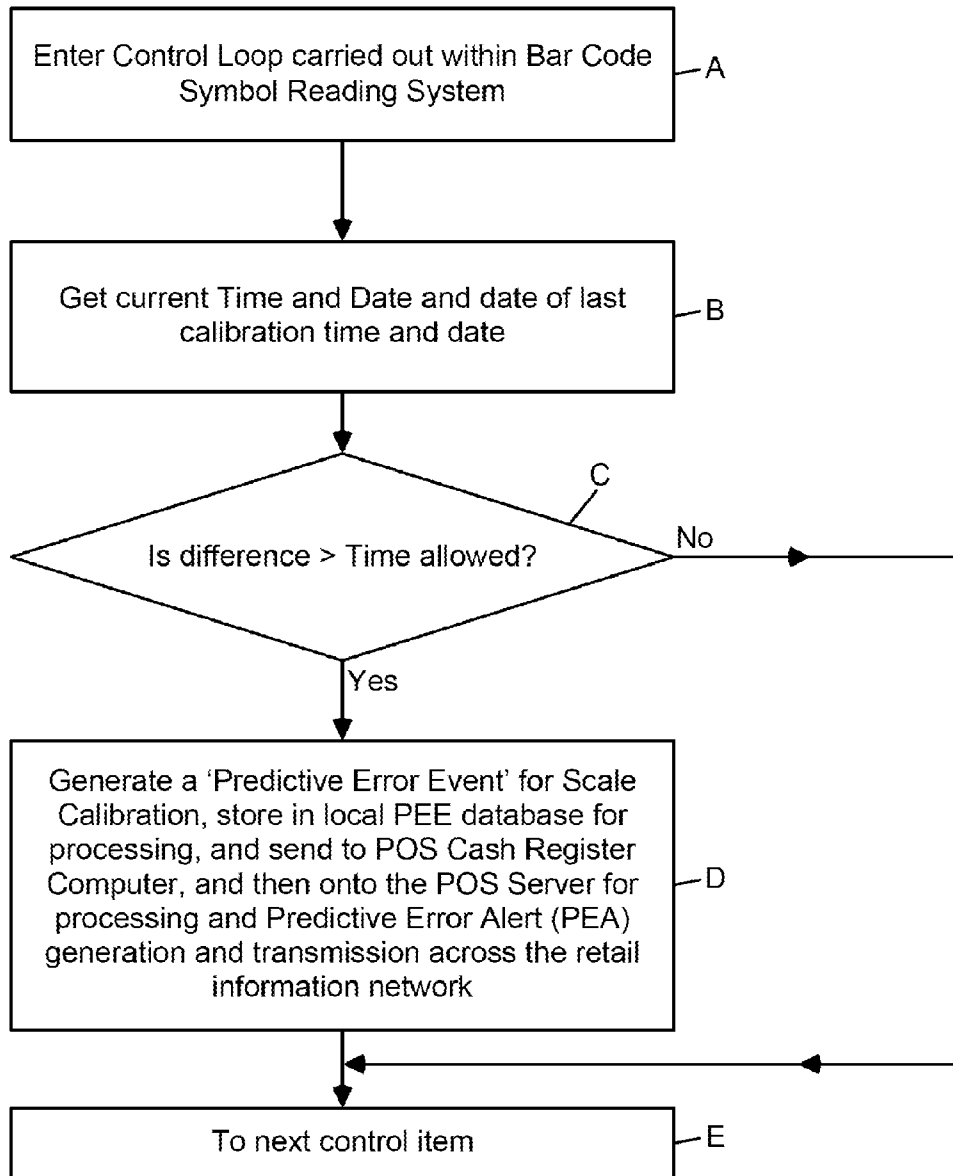 Enter Control Loop carried out within Bar Code
Symbol Reading System
A
Get current Time and Date and date of last
calibration time and date
B
C
Is difference > Time allowed?
No
Yes
Generate a ‘Predictive Error Event’ for Scale
Calibration, store in local PEE database for
processing, and send to POS Cash Register
Computer, and then onto the POS Server for
processing and Predictive Error Alert (PEA)
generation and transmission across the retail
information network
D
To next control item
E